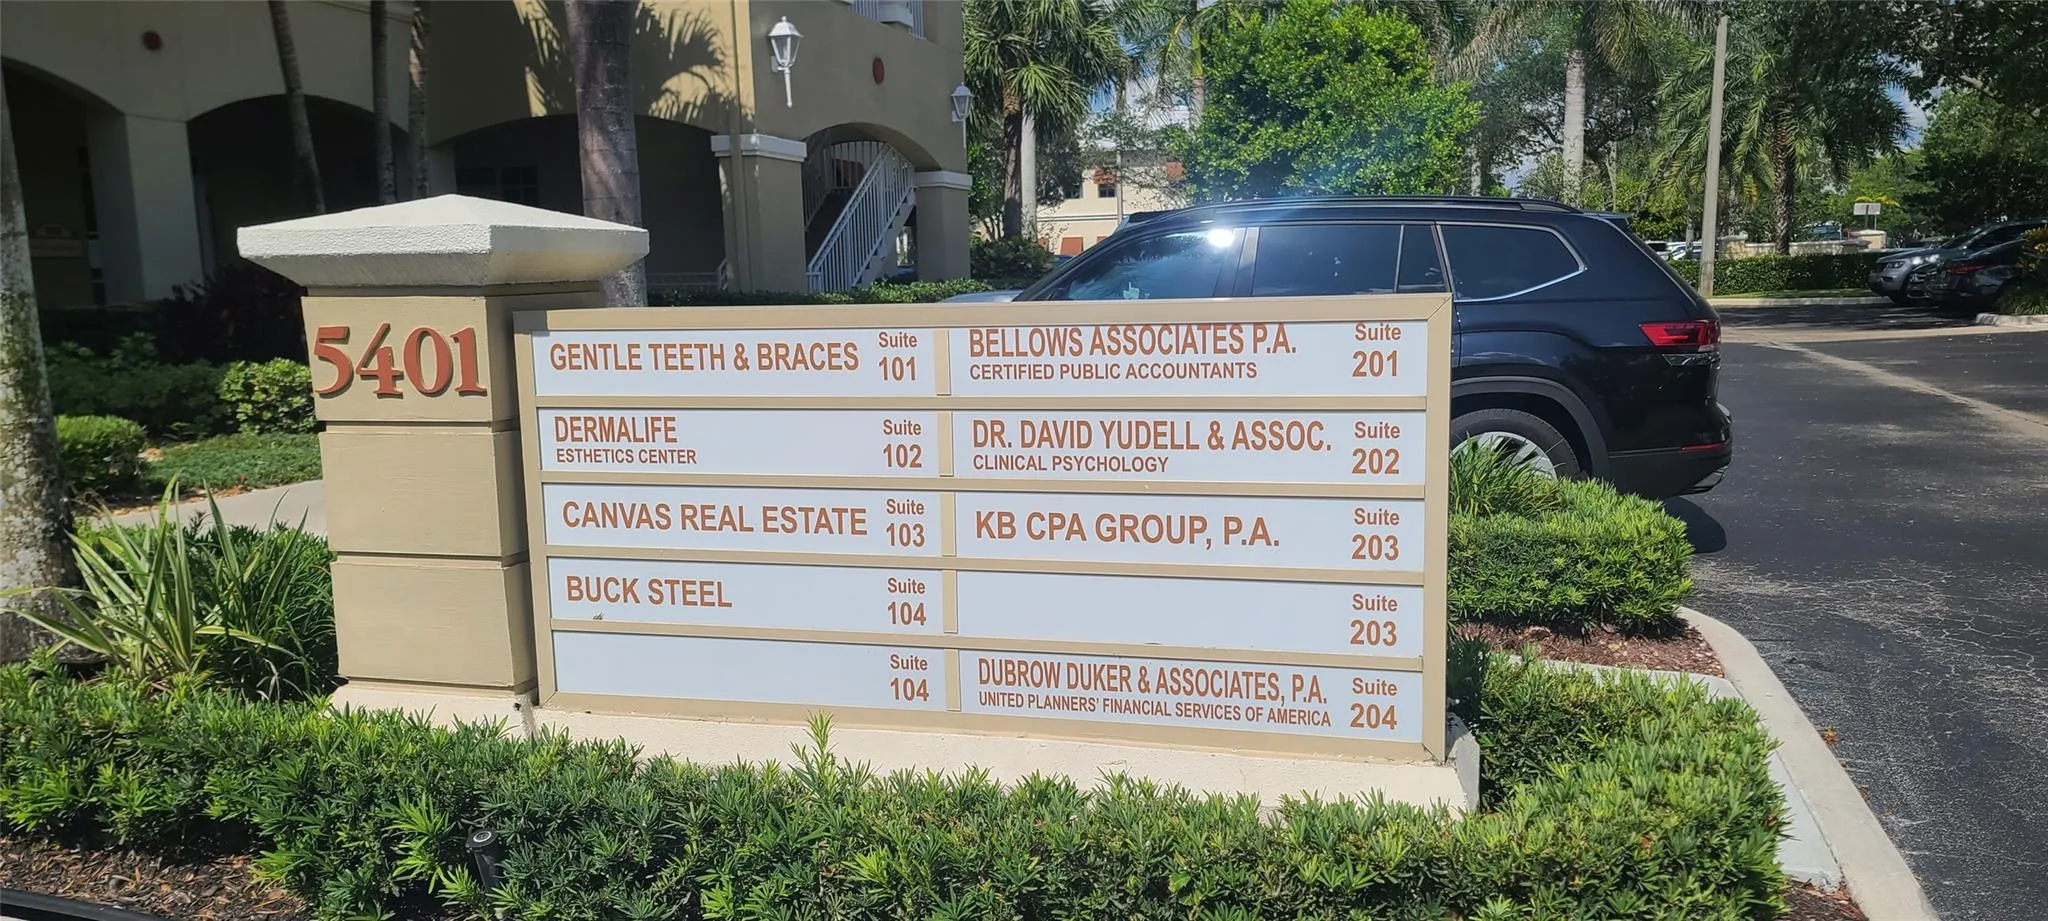 5401
GENTLE TEETH & BRACES
Suite
101
DERMALIFE
ESTHETICS CENTER
Suite
102
CANVAS REAL ESTATE
Suite
103
BUCK STEEL
Suite
104
Suite
104
BELLOWS ASSOCIATES P.A.
CERTIFIED PUBLIC ACCOUNTANTS
Suite
201
DR. DAVID YUDELL & ASSOC.
CLINICAL PSYCHOLOGY
Suite
202
KB CPA GROUP, P.A.
Suite
203
Suite
203
DUBROW DUKER & ASSOCIATES, P.A.
UNITED PLANNERS' FINANCIAL SERVICES OF AMERICA
Suite
204